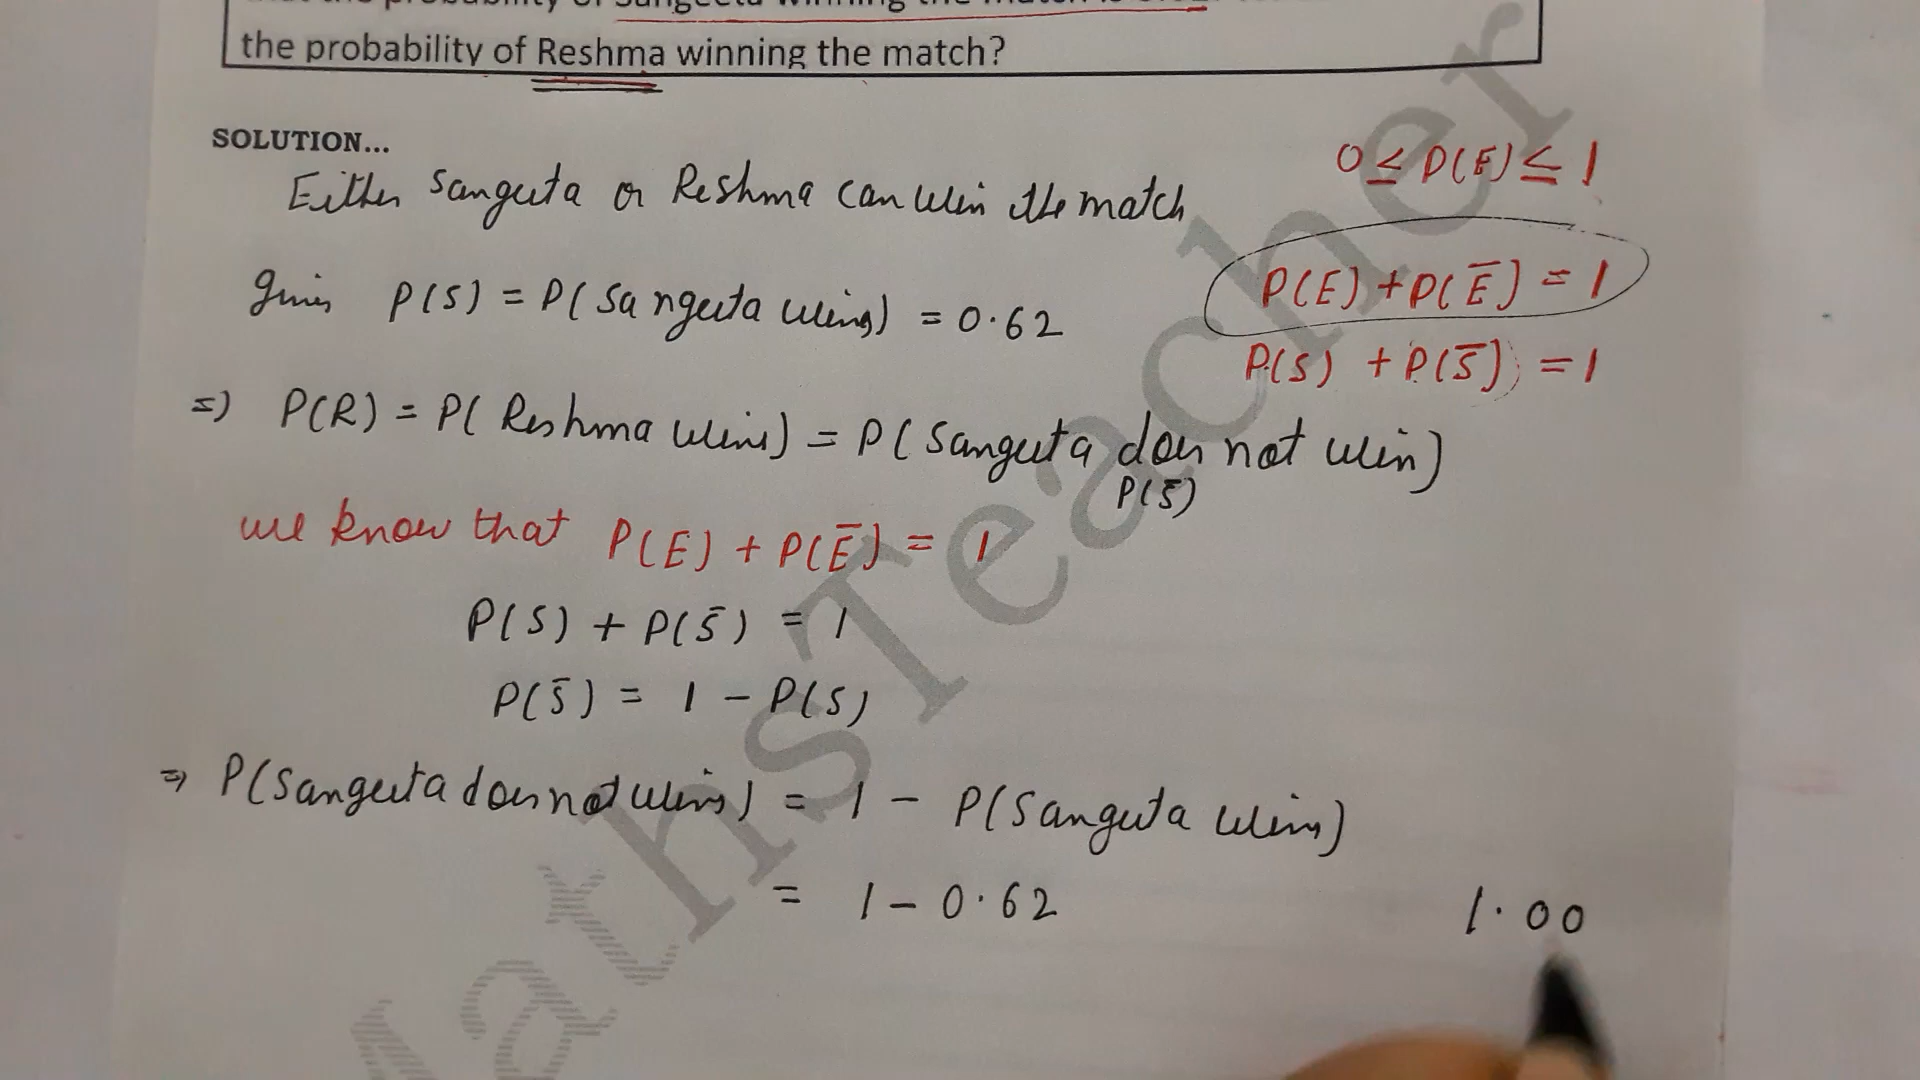 the probability of Reshma winning the match?
SOLUTION...
Either Sangeeta or Reshma can win the match
0 ≤ P(E) ≤ 1
P(E) + P(E̅) = 1
given P(S) = P(Sangeeta wins) = 0.62
P(S) + P(S̅) = 1
=) P(R) = P(Reshma wins) = P(Sangeeta does not win)
P(S̅)
we know that P(E) + P(E̅) = 1
P(S) + P(S̅) = 1
P(S̅) = 1 - P(S)
⇒ P(Sangeeta does not wins) = 1 - P(Sangeeta wins)
= 1 - 0.62
1.00
MathsTeacher